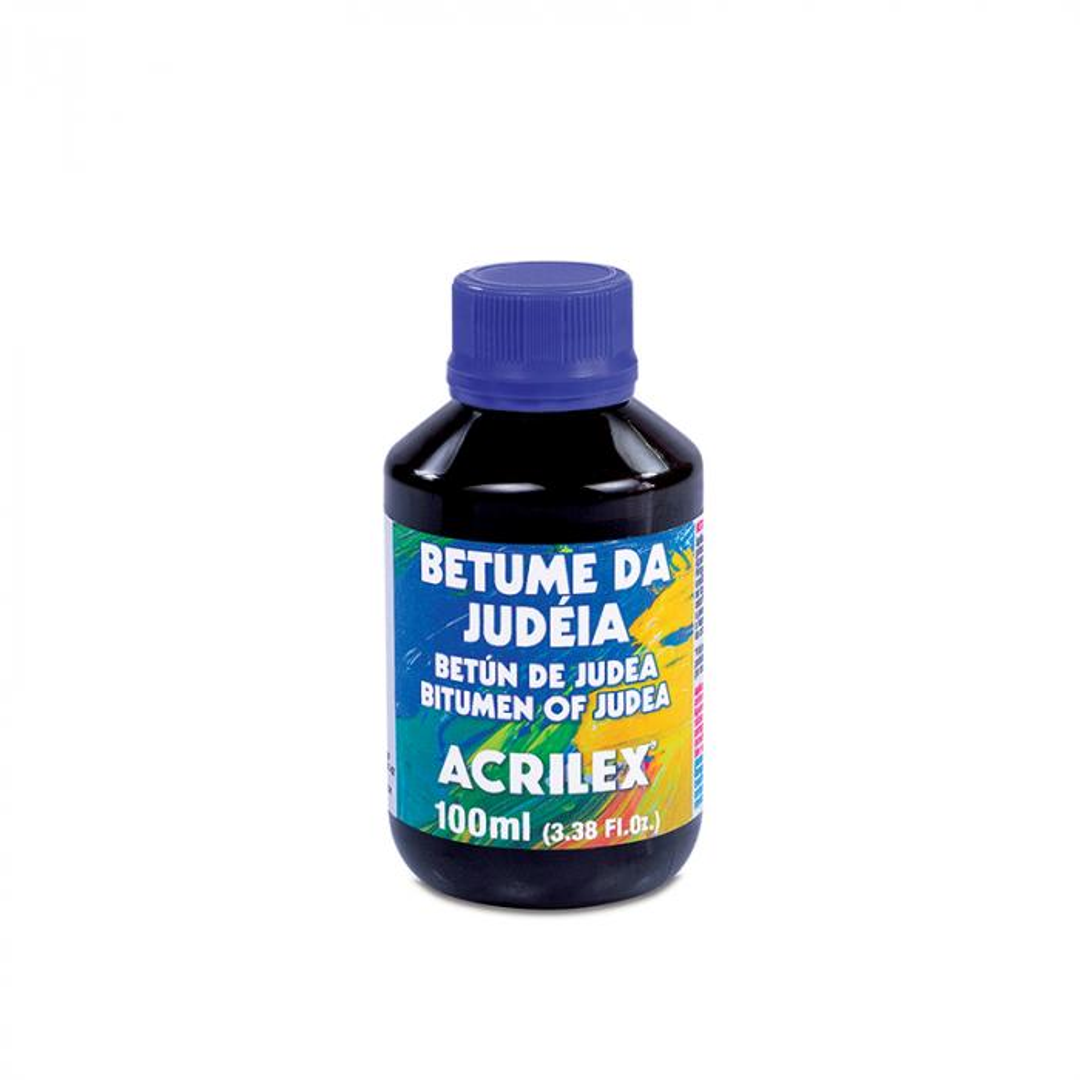 BETUME DA
JUDÉIA
BETÚN DE JUDEA
BITUMEN OF JUDEA
ACRILEX®
100ml (3.38 Fl.Oz.)